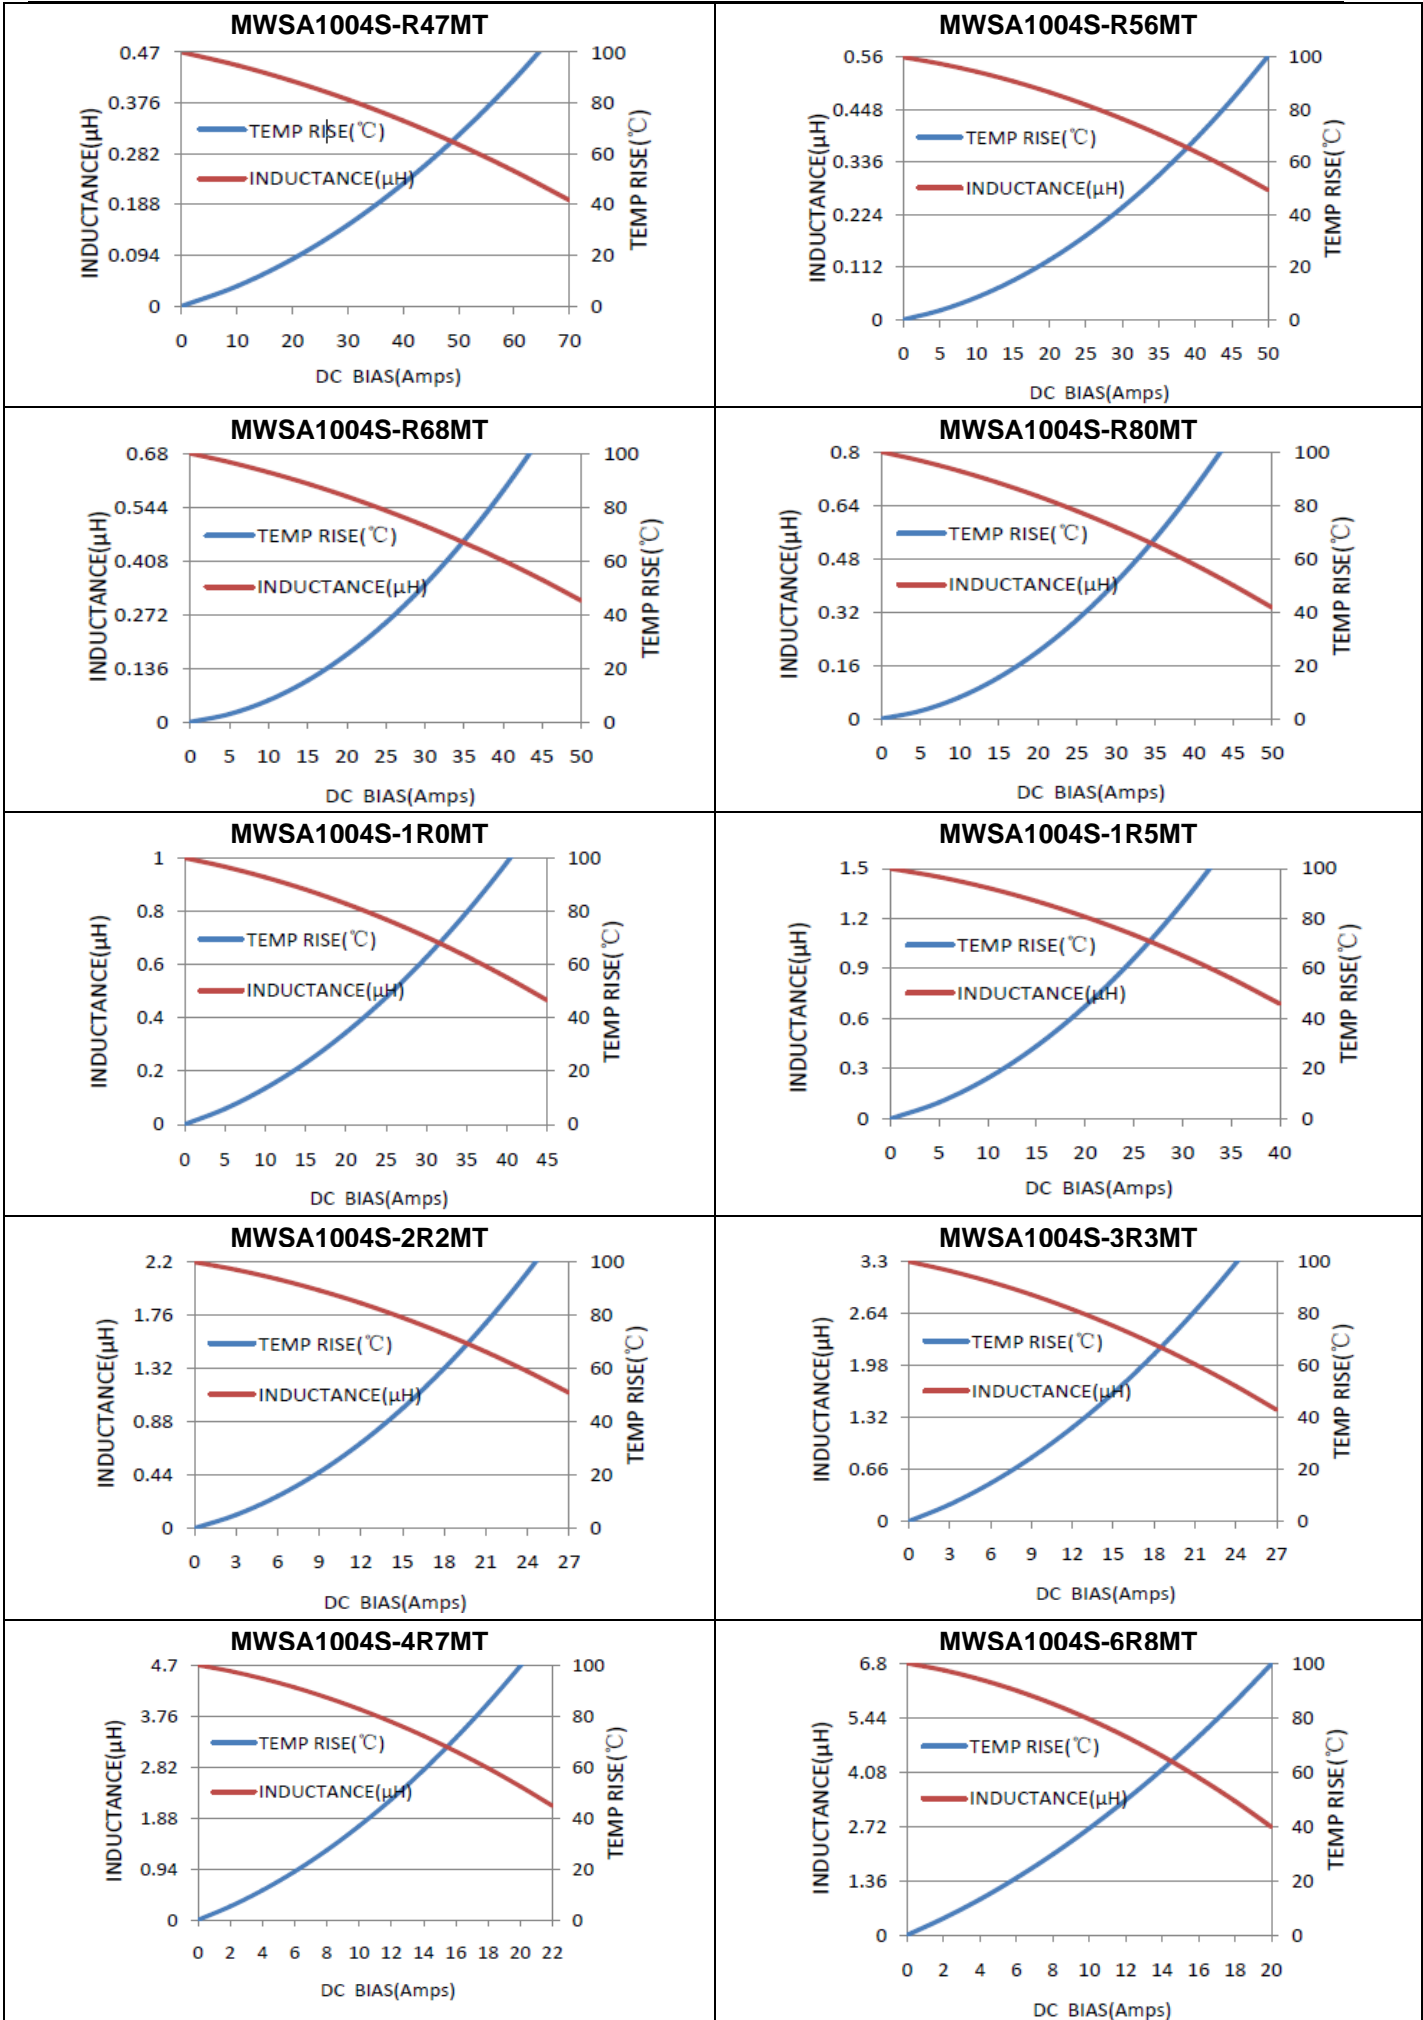 MWSA1004S-R47MT
0.47
0.376
0.282
0.188
0.094
0
100
80
60
40
20
0
INDUCTANCE(μH)
TEMP RISE(℃)
TEMP RISE(℃)
INDUCTANCE(μH)
0 10 20 30 40 50 60 70
DC BIAS(Amps)
MWSA1004S-R56MT
0.56
0.448
0.336
0.224
0.112
0
100
80
60
40
20
0
INDUCTANCE(μH)
TEMP RISE(℃)
TEMP RISE(℃)
INDUCTANCE(μH)
0 5 10 15 20 25 30 35 40 45 50
DC BIAS(Amps)
MWSA1004S-R68MT
0.68
0.544
0.408
0.272
0.136
0
100
80
60
40
20
0
INDUCTANCE(μH)
TEMP RISE(℃)
TEMP RISE(℃)
INDUCTANCE(μH)
0 5 10 15 20 25 30 35 40 45 50
DC BIAS(Amps)
MWSA1004S-R80MT
0.8
0.64
0.48
0.32
0.16
0
100
80
60
40
20
0
INDUCTANCE(μH)
TEMP RISE(℃)
TEMP RISE(℃)
INDUCTANCE(μH)
0 5 10 15 20 25 30 35 40 45 50
DC BIAS(Amps)
MWSA1004S-1R0MT
1
0.8
0.6
0.4
0.2
0
100
80
60
40
20
0
INDUCTANCE(μH)
TEMP RISE(℃)
TEMP RISE(℃)
INDUCTANCE(μH)
0 5 10 15 20 25 30 35 40 45
DC BIAS(Amps)
MWSA1004S-1R5MT
1.5
1.2
0.9
0.6
0.3
0
100
80
60
40
20
0
INDUCTANCE(μH)
TEMP RISE(℃)
TEMP RISE(℃)
INDUCTANCE(μH)
0 5 10 15 20 25 30 35 40
DC BIAS(Amps)
MWSA1004S-2R2MT
2.2
1.76
1.32
0.88
0.44
0
100
80
60
40
20
0
INDUCTANCE(μH)
TEMP RISE(℃)
TEMP RISE(℃)
INDUCTANCE(μH)
0 3 6 9 12 15 18 21 24 27
DC BIAS(Amps)
MWSA1004S-3R3MT
3.3
2.64
1.98
1.32
0.66
0
100
80
60
40
20
0
INDUCTANCE(μH)
TEMP RISE(℃)
TEMP RISE(℃)
INDUCTANCE(μH)
0 3 6 9 12 15 18 21 24 27
DC BIAS(Amps)
MWSA1004S-4R7MT
4.7
3.76
2.82
1.88
0.94
0
100
80
60
40
20
0
INDUCTANCE(μH)
TEMP RISE(℃)
TEMP RISE(℃)
INDUCTANCE(μH)
0 2 4 6 8 10 12 14 16 18 20 22
DC BIAS(Amps)
MWSA1004S-6R8MT
6.8
5.44
4.08
2.72
1.36
0
100
80
60
40
20
0
INDUCTANCE(μH)
TEMP RISE(℃)
TEMP RISE(℃)
INDUCTANCE(μH)
0 2 4 6 8 10 12 14 16 18 20
DC BIAS(Amps)